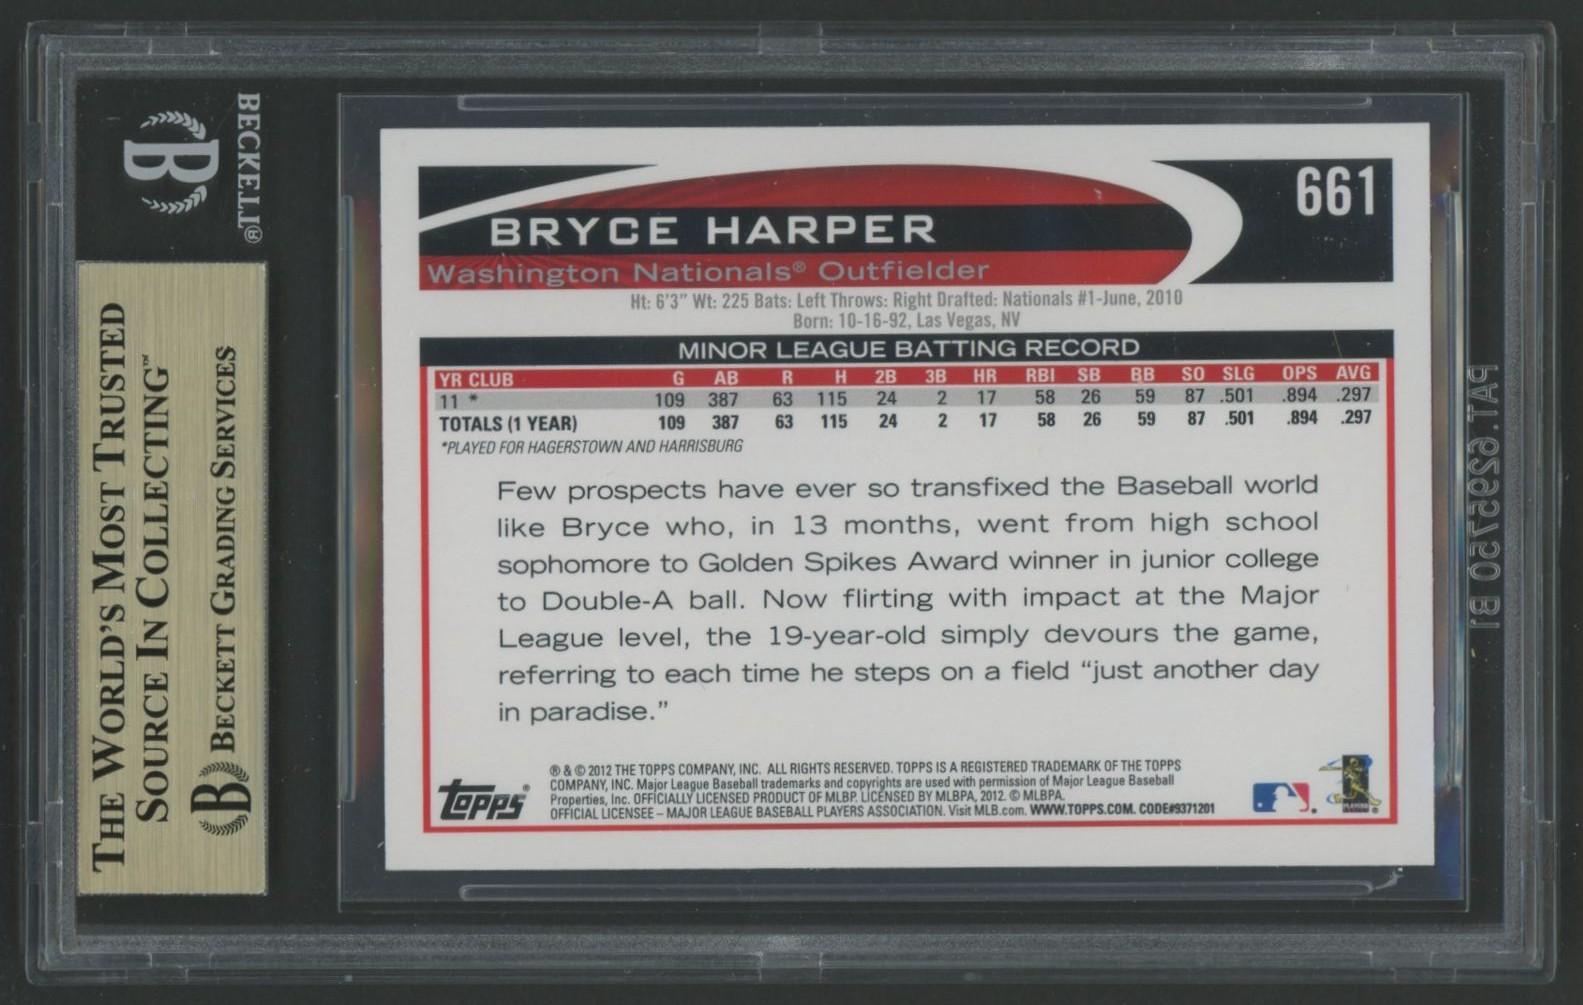 BECKETT®
B
THE WORLD'S MOST TRUSTED
SOURCE IN COLLECTING™
B BECKETT GRADING SERVICES
661
BRYCE HARPER
Washington Nationals® Outfielder
Ht: 6'3" Wt: 225 Bats: Left Throws: Right Drafted: Nationals #1-June, 2010
Born: 10-16-92, Las Vegas, NV
MINOR LEAGUE BATTING RECORD
YR CLUB G AB R H 2B 3B HR RBI SB BB SO SLG OPS AVG
11 * 109 387 63 115 24 2 17 58 26 59 87 .501 .894 .297
TOTALS (1 YEAR) 109 387 63 115 24 2 17 58 26 59 87 .501 .894 .297
*PLAYED FOR HAGERSTOWN AND HARRISBURG
Few prospects have ever so transfixed the Baseball world
like Bryce who, in 13 months, went from high school
sophomore to Golden Spikes Award winner in junior college
to Double-A ball. Now flirting with impact at the Major
League level, the 19-year-old simply devours the game,
referring to each time he steps on a field “just another day
in paradise.”
Topps®
® & © 2012 THE TOPPS COMPANY, INC. ALL RIGHTS RESERVED. TOPPS IS A REGISTERED TRADEMARK OF THE TOPPS
COMPANY, INC. Major League Baseball trademarks and copyrights are used with permission of Major League Baseball
Properties, Inc. OFFICIALLY LICENSED PRODUCT OF MLBP. LICENSED BY MLBPA, 2012. © MLBPA.
OFFICIAL LICENSEE – MAJOR LEAGUE BASEBALL PLAYERS ASSOCIATION. Visit MLB.com. WWW.TOPPS.COM. CODE#9371201
PLAYERS
PAT.6295750 B1